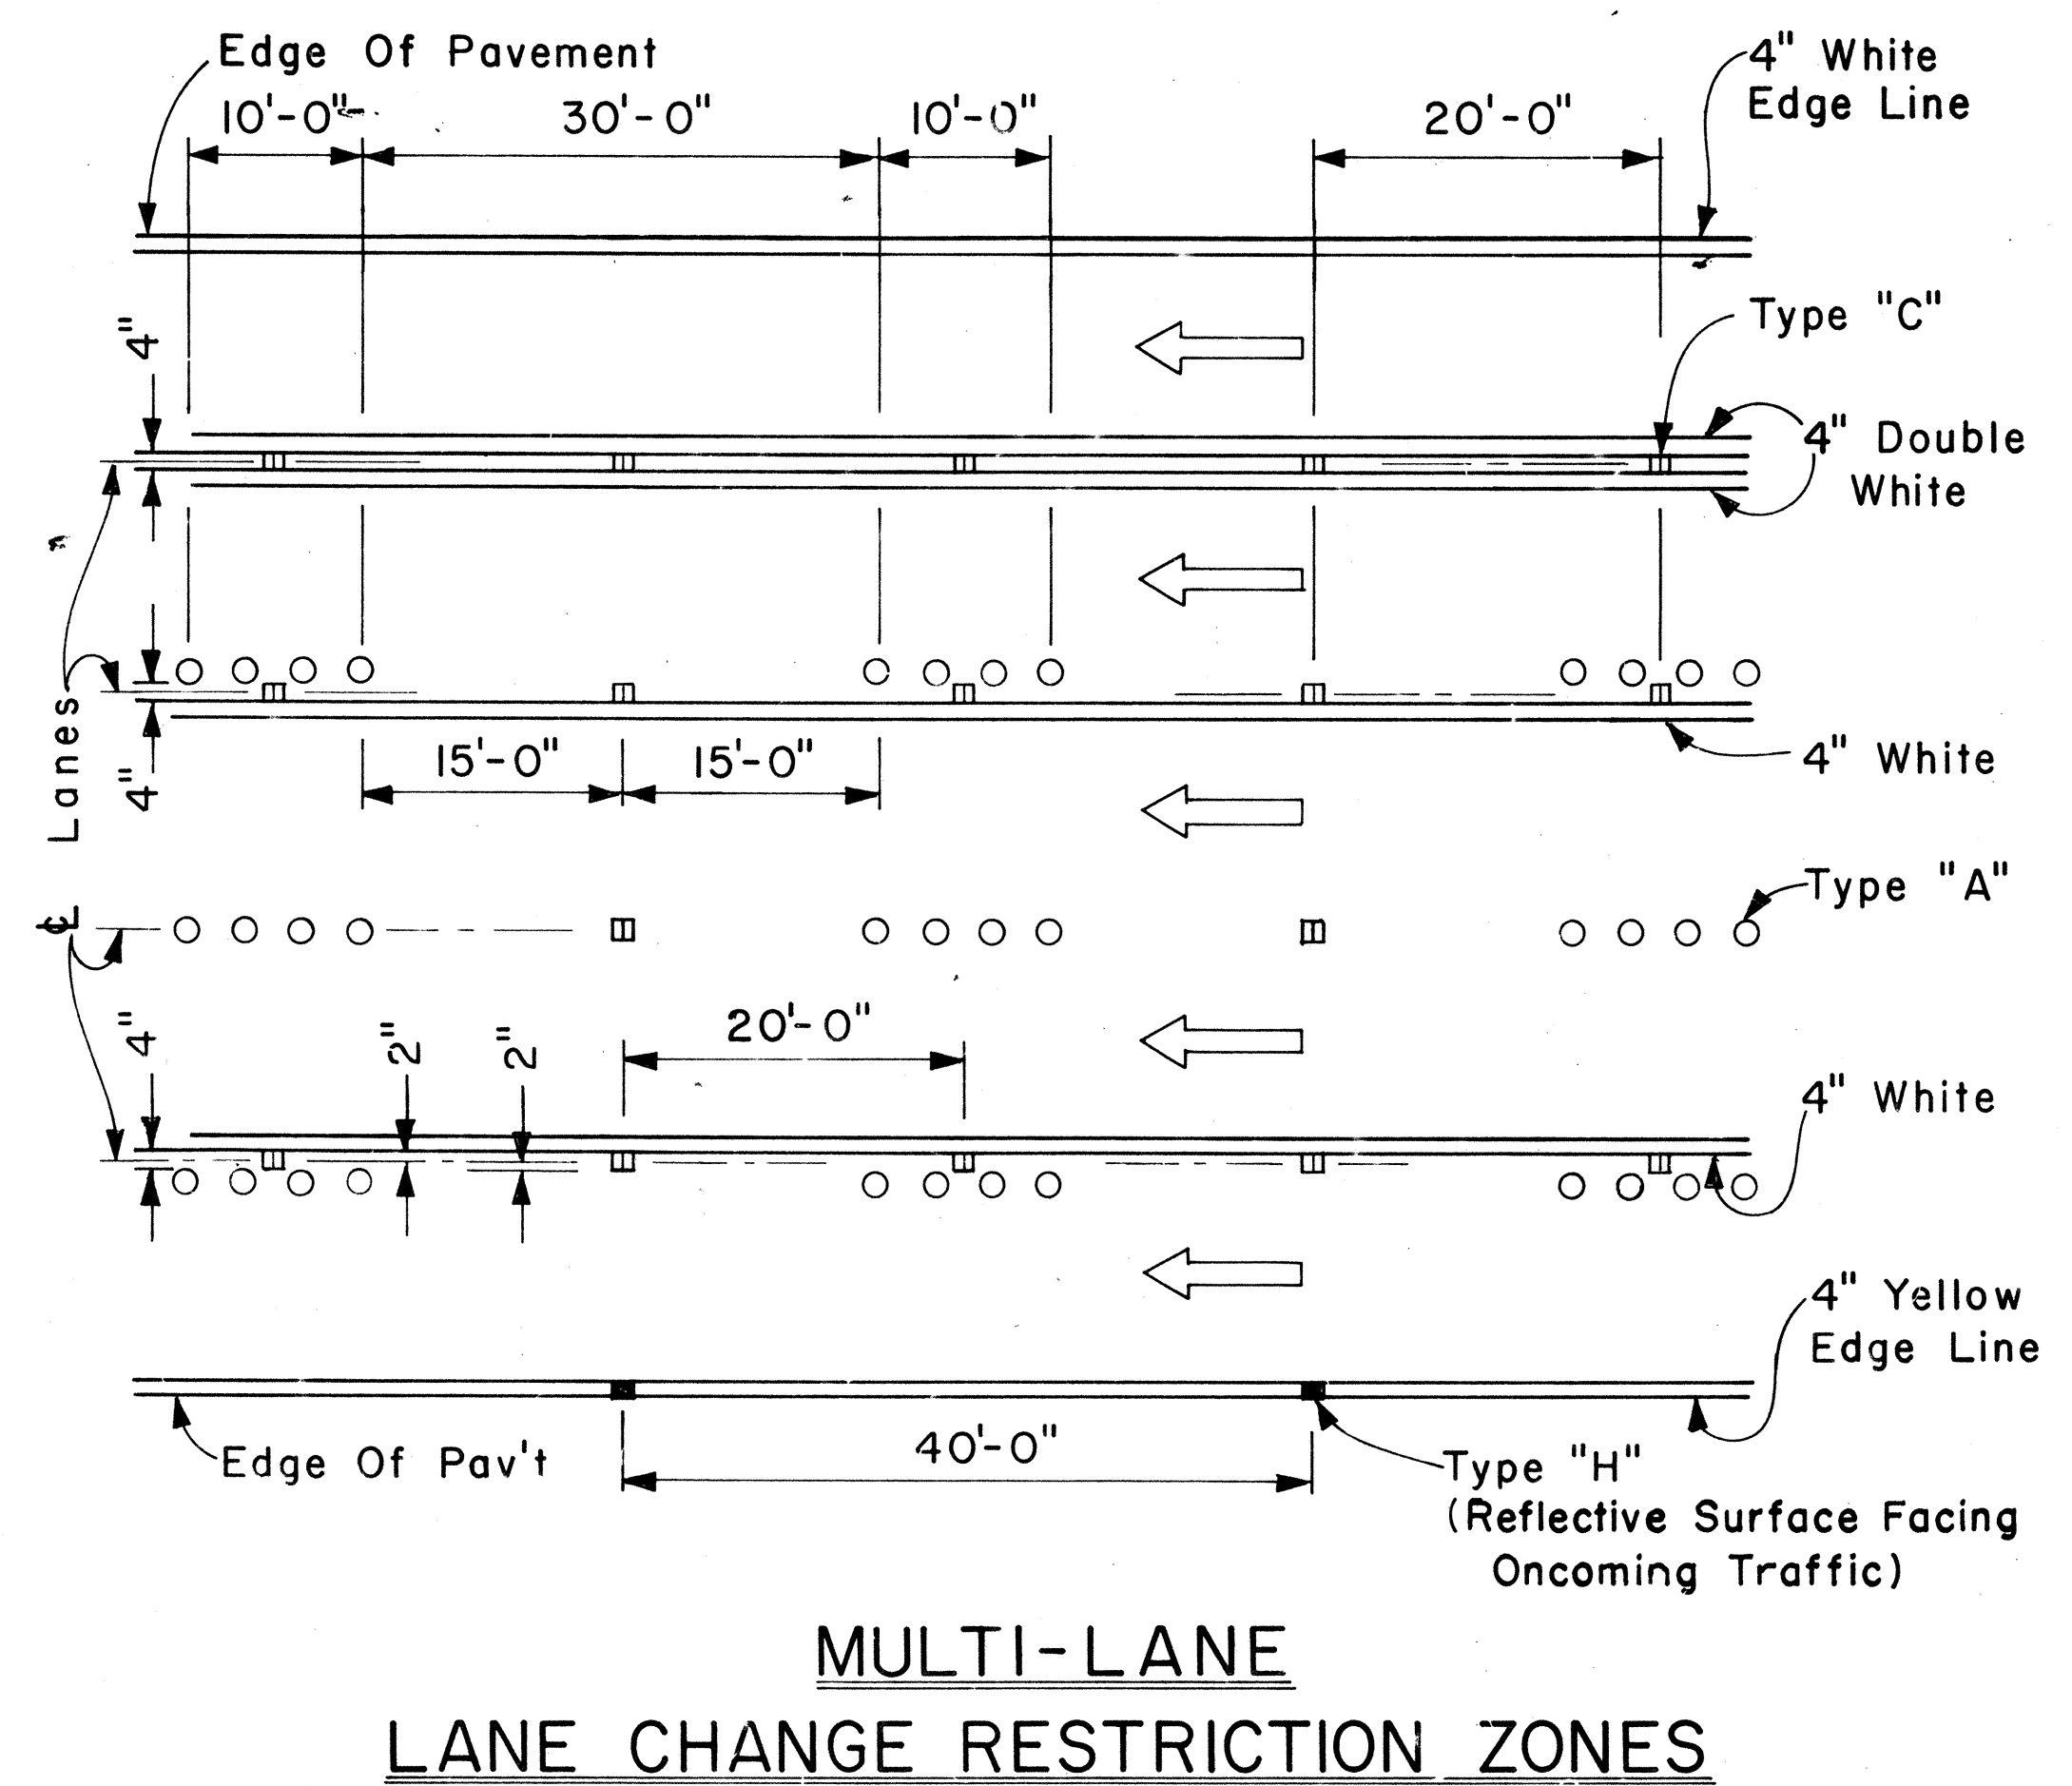 Edge Of Pavement
4" White
Edge Line
10'-0"
30'-0"
10'-0"
20'-0"
Type "C"
4"
4" Double
White
4"
15'-0"
15'-0"
4" White
℄ Lanes
Type "A"
4"
2"
2"
20'-0"
4" White
4" Yellow
Edge Line
Edge Of Pav't
40'-0"
Type "H"
(Reflective Surface Facing
Oncoming Traffic)
MULTI-LANE
LANE CHANGE RESTRICTION ZONES